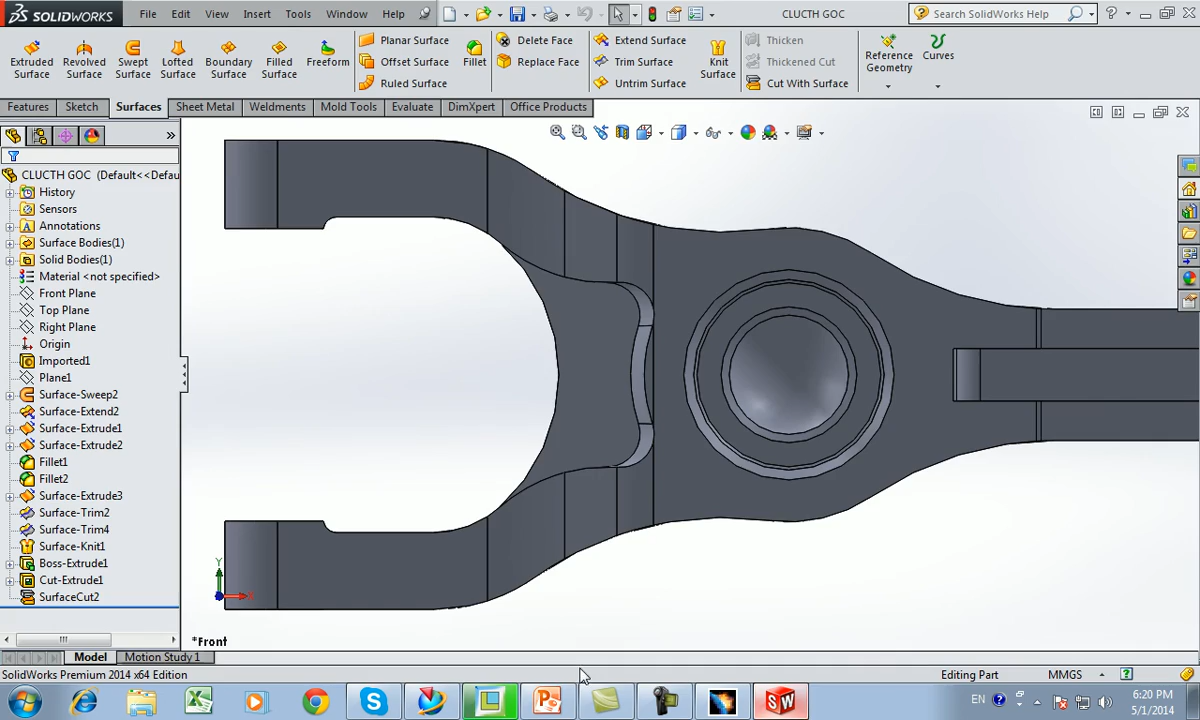 SOLIDWORKS File Edit View Insert Tools Window Help CLUCTH GOC Search SolidWorks Help
Extruded Surface Revolved Surface Swept Surface Lofted Surface Boundary Surface Filled Surface Freeform
Planar Surface
Offset Surface
Ruled Surface
Fillet
Delete Face
Replace Face
Extend Surface
Trim Surface
Untrim Surface
Knit Surface
Thicken
Thickened Cut
Cut With Surface
Reference Geometry
Curves
Features Sketch Surfaces Sheet Metal Weldments Mold Tools Evaluate DimXpert Office Products
CLUCTH GOC (Default<<Defau
History
Sensors
Annotations
Surface Bodies(1)
Solid Bodies(1)
Material <not specified>
Front Plane
Top Plane
Right Plane
Origin
Imported1
Plane1
Surface-Sweep2
Surface-Extend2
Surface-Extrude1
Surface-Extrude2
Fillet1
Fillet2
Surface-Extrude3
Surface-Trim2
Surface-Trim4
Surface-Knit1
Boss-Extrude1
Cut-Extrude1
SurfaceCut2
Y
X
*Front
Model Motion Study 1
SolidWorks Premium 2014 x64 Edition Editing Part MMGS
EN 6:20 PM
5/1/2014